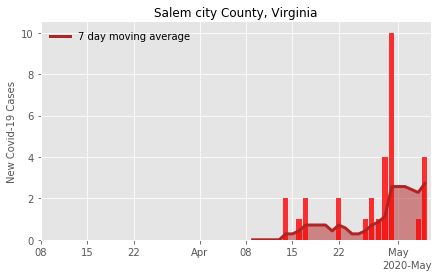 Salem city County, Virginia
7 day moving average
New Covid-19 Cases
10
8
6
4
2
0
08 15 22 Apr 08 15 22 May
2020-May